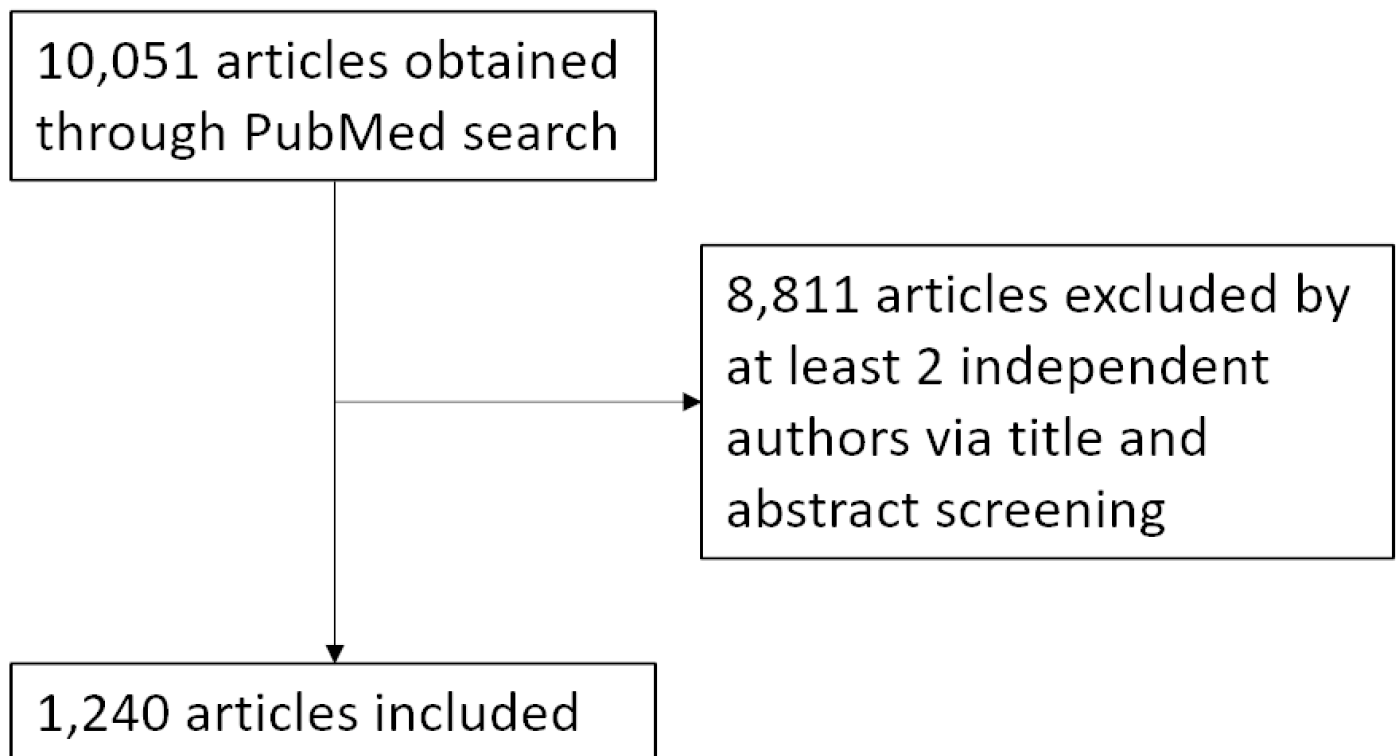 10,051 articles obtained
through PubMed search
8,811 articles excluded by
at least 2 independent
authors via title and
abstract screening
1,240 articles included